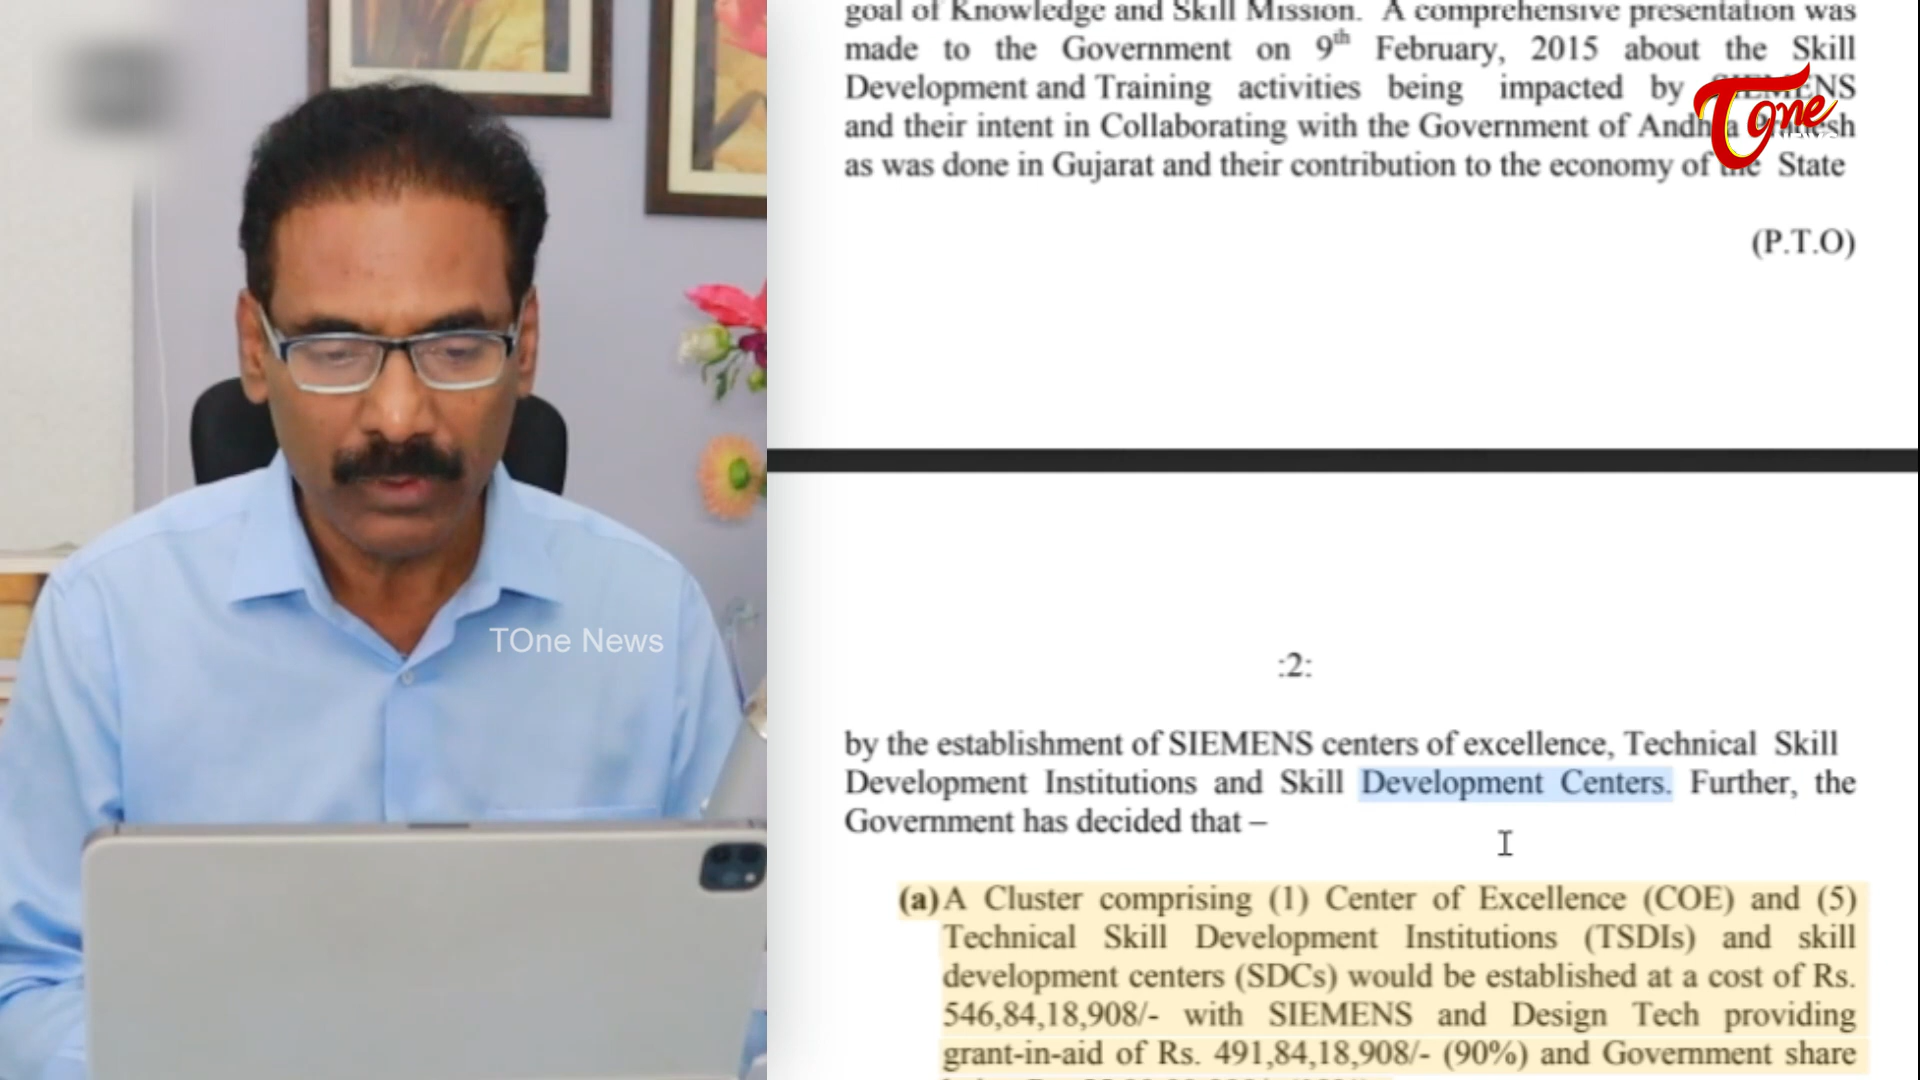 goal of Knowledge and Skill Mission. A comprehensive presentation was
made to the Government on 9th February, 2015 about the Skill
Development and Training activities being impacted by SIEMENS
and their intent in Collaborating with the Government of Andhra Pradesh
as was done in Gujarat and their contribution to the economy of the State
(P.T.O)
Tone
NEWS
TOne News
:2:
by the establishment of SIEMENS centers of excellence, Technical Skill
Development Institutions and Skill Development Centers. Further, the
Government has decided that –
(a) A Cluster comprising (1) Center of Excellence (COE) and (5)
Technical Skill Development Institutions (TSDIs) and skill
development centers (SDCs) would be established at a cost of Rs.
546,84,18,908/- with SIEMENS and Design Tech providing
grant-in-aid of Rs. 491,84,18,908/- (90%) and Government share